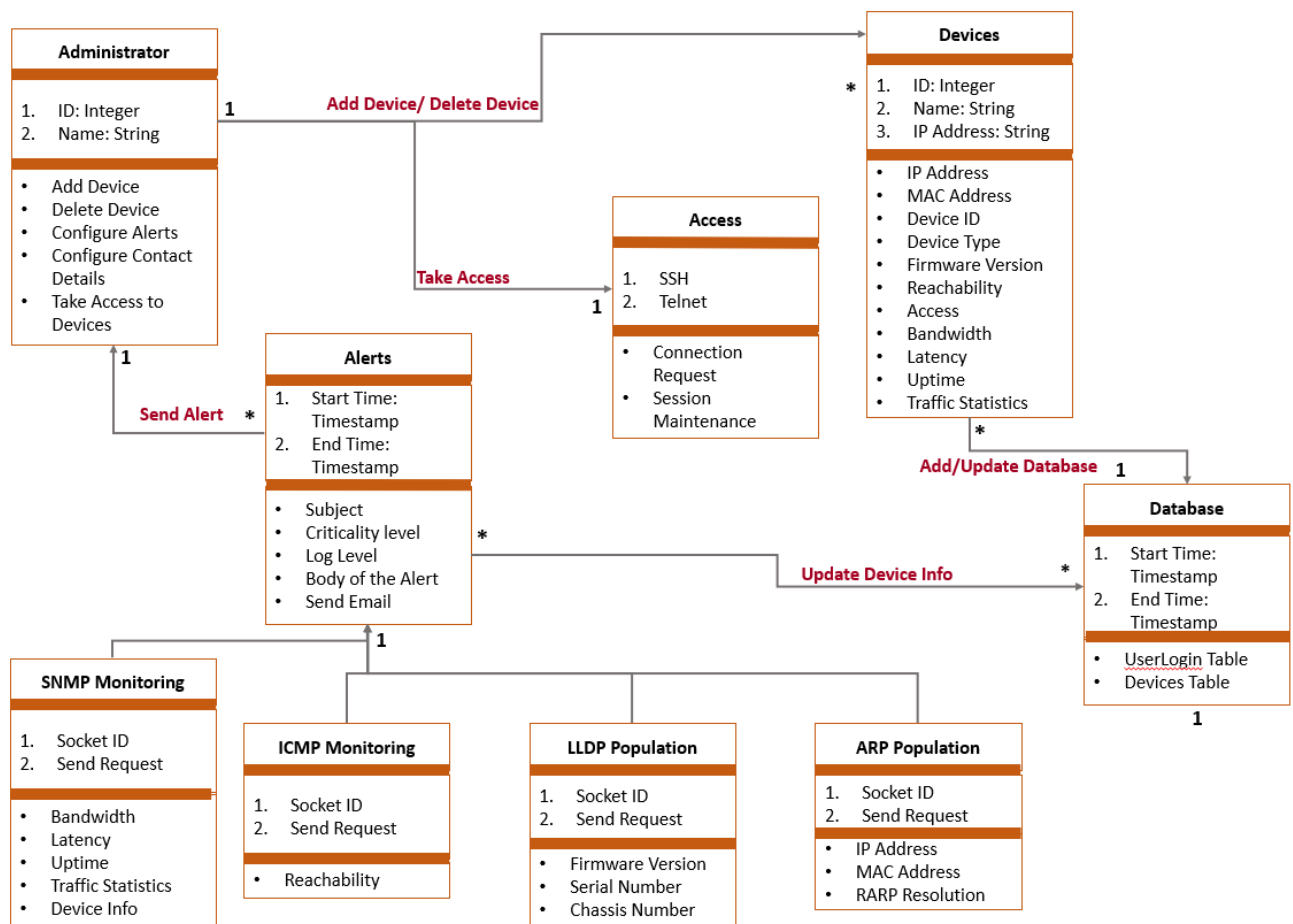 Administrator
1. ID: Integer
2. Name: String
• Add Device
• Delete Device
• Configure Alerts
• Configure Contact
Details
• Take Access to
Devices
1
Add Device/ Delete Device
*
Devices
1. ID: Integer
2. Name: String
3. IP Address: String
• IP Address
• MAC Address
• Device ID
• Device Type
• Firmware Version
• Reachability
• Access
• Bandwidth
• Latency
• Uptime
• Traffic Statistics
Take Access
1
Access
1. SSH
2. Telnet
• Connection
Request
• Session
Maintenance
1
Send Alert
*
Alerts
1. Start Time:
Timestamp
2. End Time:
Timestamp
• Subject
• Criticality level
• Log Level
• Body of the Alert
• Send Email
*
Update Device Info
*
*
Add/Update Database
1
Database
1. Start Time:
Timestamp
2. End Time:
Timestamp
• UserLogin Table
• Devices Table
1
1
SNMP Monitoring
1. Socket ID
2. Send Request
• Bandwidth
• Latency
• Uptime
• Traffic Statistics
• Device Info
ICMP Monitoring
1. Socket ID
2. Send Request
• Reachability
LLDP Population
1. Socket ID
2. Send Request
• Firmware Version
• Serial Number
• Chassis Number
ARP Population
1. Socket ID
2. Send Request
• IP Address
• MAC Address
• RARP Resolution